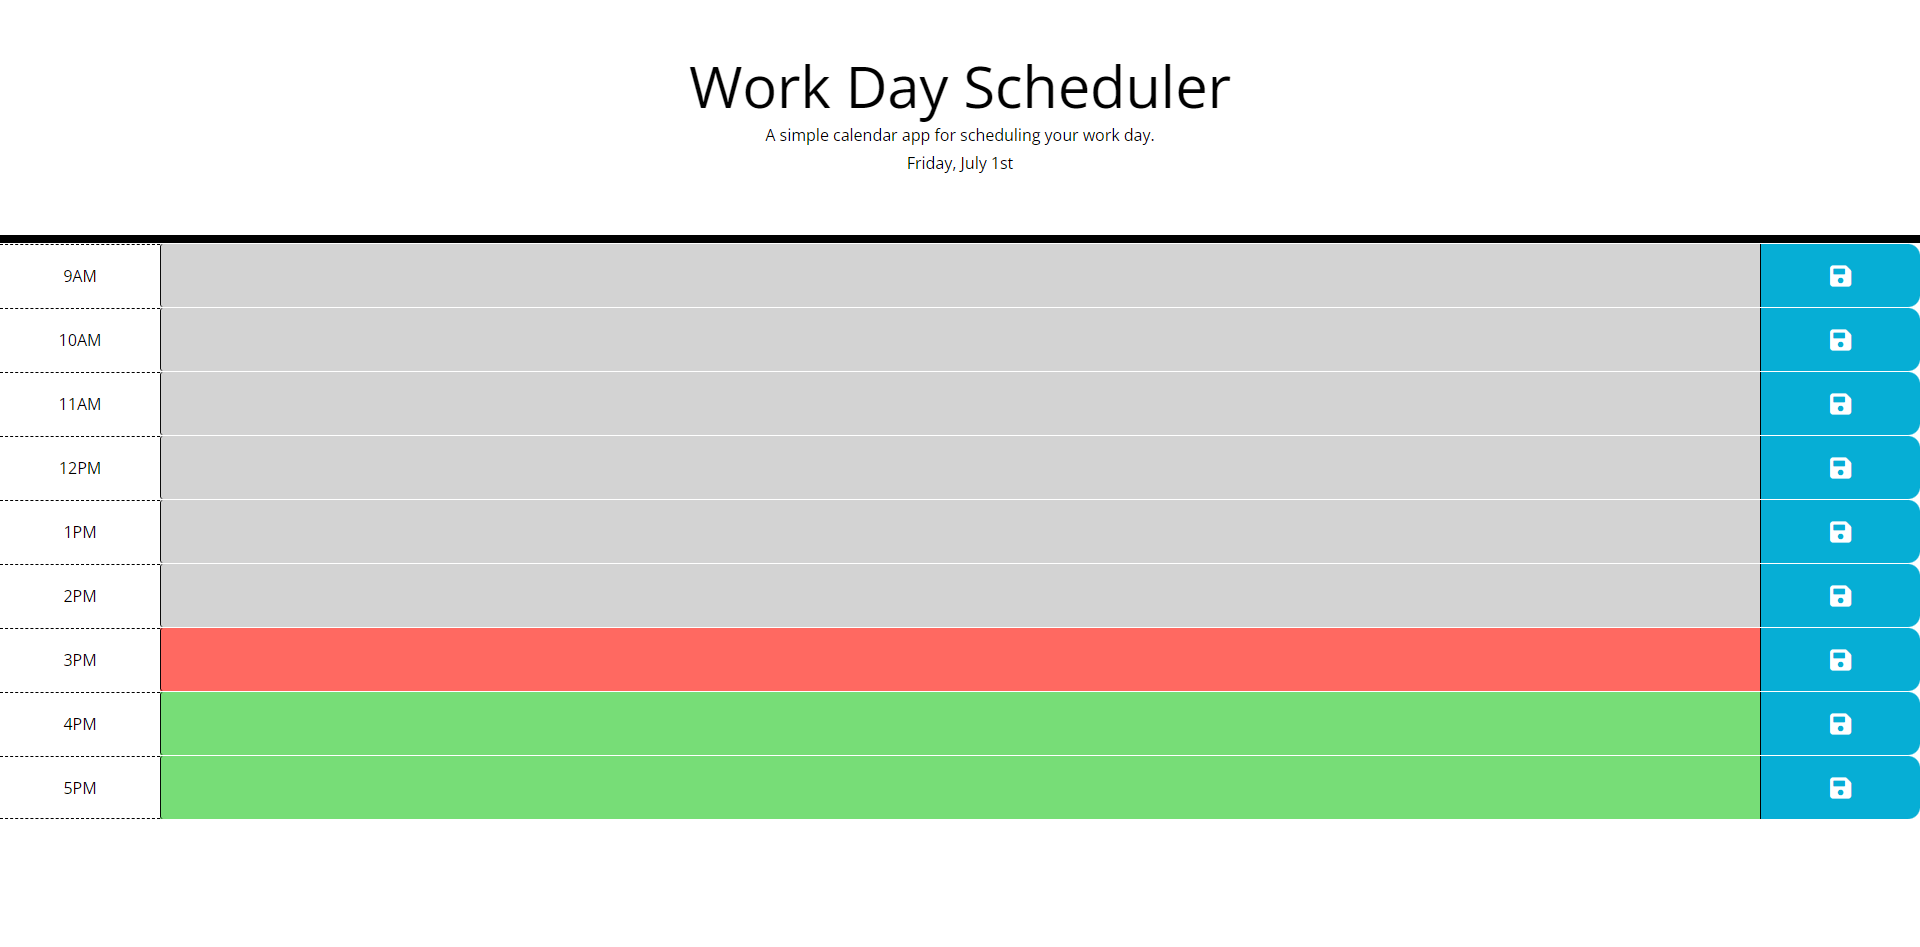 Work Day Scheduler
A simple calendar app for scheduling your work day.
Friday, July 1st
9AM
10AM
11AM
12PM
1PM
2PM
3PM
4PM
5PM